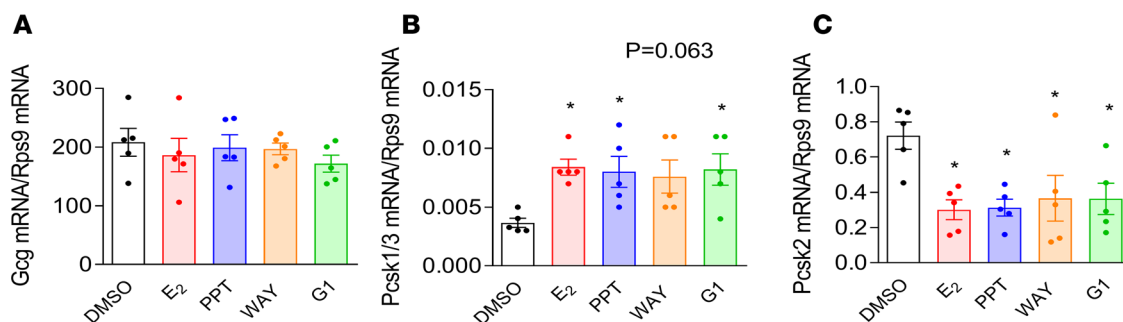 A
Gcg mRNA/Rps9 mRNA
300
200
100
0
DMSO
E₂
PPT
WAY
G1
B
P=0.063
Pcsk1/3 mRNA/Rps9 mRNA
0.015
0.010
0.005
0.000
*
*
*
DMSO
E₂
PPT
WAY
G1
C
Pcsk2 mRNA/Rps9 mRNA
1.0
0.8
0.6
0.4
0.2
0.0
*
*
*
*
DMSO
E₂
PPT
WAY
G1